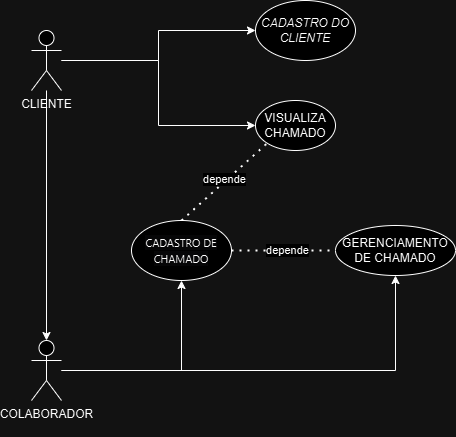 CADASTRO DO
CLIENTE
CLIENTE
VISUALIZA
CHAMADO
depende
CADASTRO DE
CHAMADO
depende
GERENCIAMENTO
DE CHAMADO
COLABORADOR